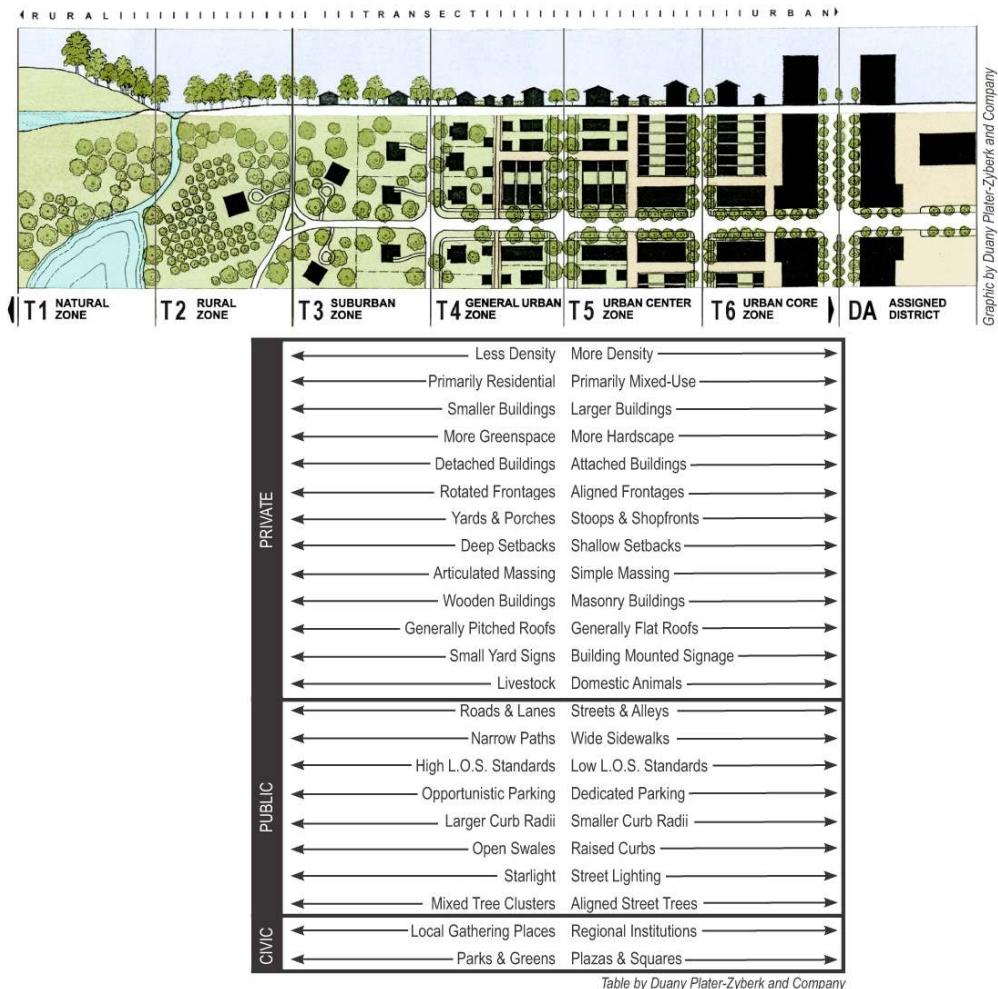 RURAL TRANSECT URBAN
T1 NATURAL ZONE
T2 RURAL ZONE
T3 SUBURBAN ZONE
T4 GENERAL URBAN ZONE
T5 URBAN CENTER ZONE
T6 URBAN CORE ZONE
DA ASSIGNED DISTRICT
Graphic by Duany Plater-Zyberk and Company
PRIVATE
Less Density More Density
Primarily Residential Primarily Mixed-Use
Smaller Buildings Larger Buildings
More Greenspace More Hardscape
Detached Buildings Attached Buildings
Rotated Frontages Aligned Frontages
Yards & Porches Stoops & Shopfronts
Deep Setbacks Shallow Setbacks
Articulated Massing Simple Massing
Wooden Buildings Masonry Buildings
Generally Pitched Roofs Generally Flat Roofs
Small Yard Signs Building Mounted Signage
Livestock Domestic Animals
PUBLIC
Roads & Lanes Streets & Alleys
Narrow Paths Wide Sidewalks
High L.O.S. Standards Low L.O.S. Standards
Opportunistic Parking Dedicated Parking
Larger Curb Radii Smaller Curb Radii
Open Swales Raised Curbs
Starlight Street Lighting
Mixed Tree Clusters Aligned Street Trees
CIVIC
Local Gathering Places Regional Institutions
Parks & Greens Plazas & Squares
Table by Duany Plater-Zyberk and Company